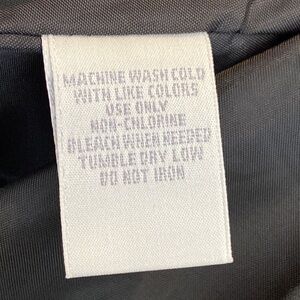 MACHINE WASH COLD
WITH LIKE COLORS
USE ONLY
NON-CHLORINE
BLEACH WHEN NEEDED
TUMBLE DRY LOW
DO NOT IRON